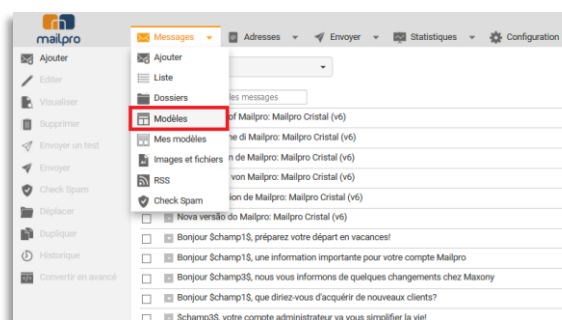 mailpro
Messages
Adresses
Envoyer
Statistiques
Configuration
Ajouter
Editer
Visualiser
Supprimer
Envoyer un test
Envoyer
Check Spam
Déplacer
Dupliquer
Historique
Convertir en avancé
Ajouter
Liste
Dossiers
Modèles
Mes modèles
Images et fichiers
RSS
Check Spam
les messages
of Mailpro: Mailpro Cristal (v6)
ne di Mailpro: Mailpro Cristal (v6)
n de Mailpro: Mailpro Cristal (v6)
von Mailpro: Mailpro Cristal (v6)
ion de Mailpro: Mailpro Cristal (v6)
Nova versão do Mailpro: Mailpro Cristal (v6)
Bonjour $champ1$, préparez votre départ en vacances!
Bonjour $champ1$, une information importante pour votre compte Mailpro
Bonjour $champ3$, nous vous informons de quelques changements chez Maxony
Bonjour $champ1$, que diriez-vous d'acquérir de nouveaux clients?
$champ3$, votre compte administrateur va vous simplifier la vie!